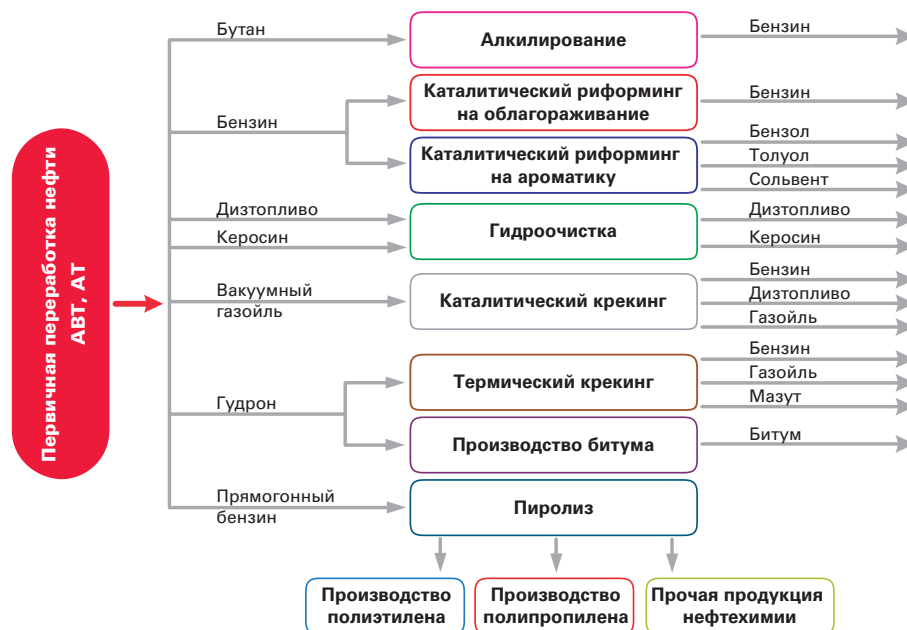 Первичная переработка нефти
АВТ, АТ
Бутан
Алкилирование
Бензин
Бензин
Каталитический риформинг
на облагораживание
Бензин
Каталитический риформинг
на ароматику
Бензол
Толуол
Сольвент
Дизтопливо
Керосин
Гидроочистка
Дизтопливо
Керосин
Вакуумный
газойль
Каталитический крекинг
Бензин
Дизтопливо
Газойль
Гудрон
Термический крекинг
Бензин
Газойль
Мазут
Производство битума
Битум
Прямогонный
бензин
Пиролиз
Производство
полиэтилена
Производство
полипропилена
Прочая продукция
нефтехимии